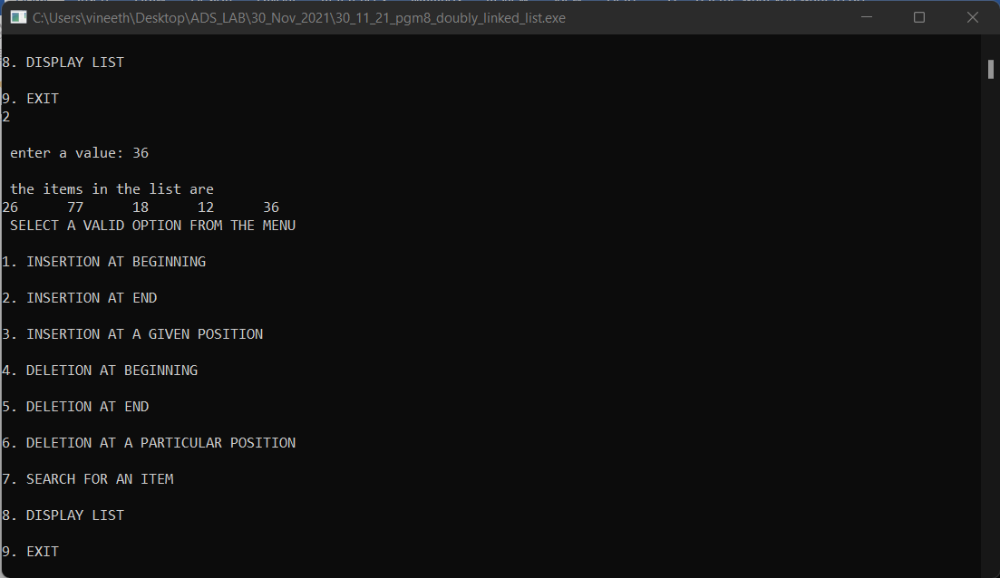 C:\Users\vineeth\Desktop\ADS_LAB\30_Nov_2021\30_11_21_pgm8_doubly_linked_list.exe
8. DISPLAY LIST
9. EXIT
2
enter a value: 36
the items in the list are
26 77 18 12 36
SELECT A VALID OPTION FROM THE MENU
1. INSERTION AT BEGINNING
2. INSERTION AT END
3. INSERTION AT A GIVEN POSITION
4. DELETION AT BEGINNING
5. DELETION AT END
6. DELETION AT A PARTICULAR POSITION
7. SEARCH FOR AN ITEM
8. DISPLAY LIST
9. EXIT